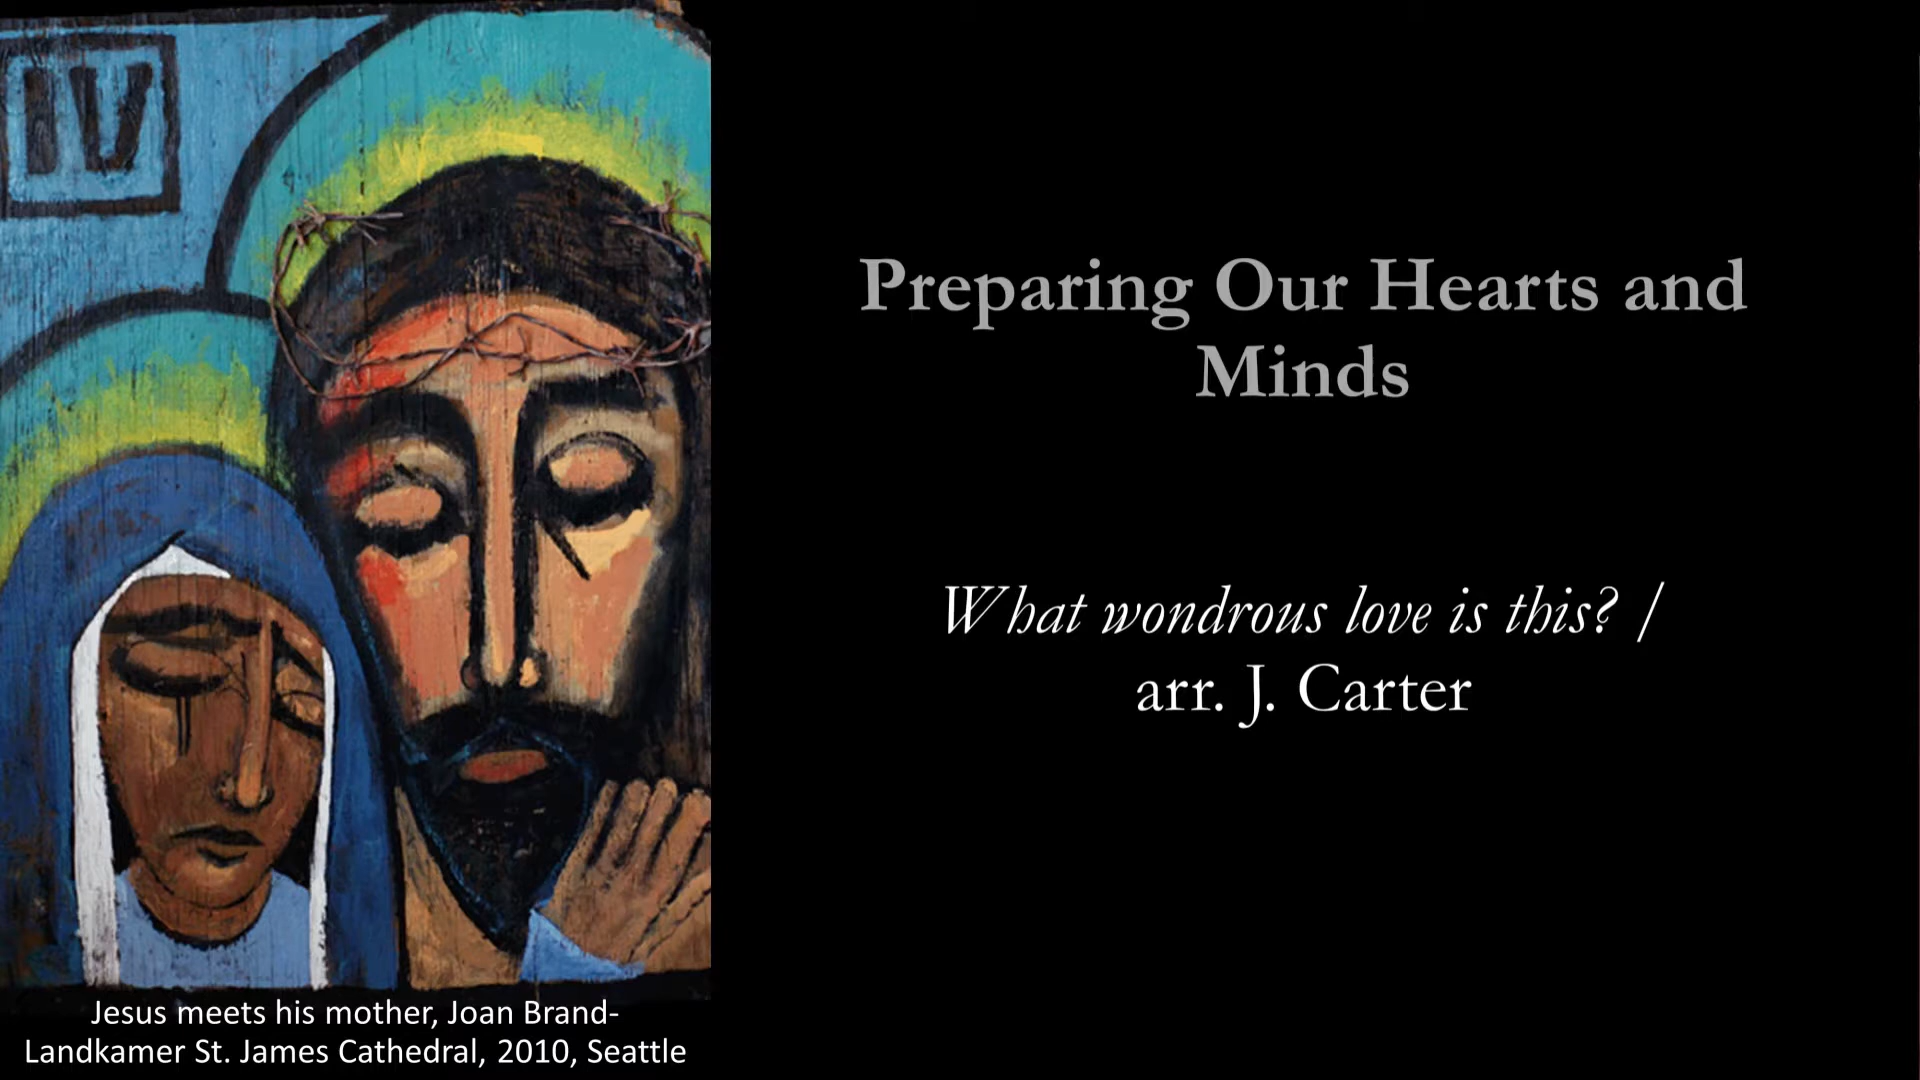 IV
Preparing Our Hearts and
Minds
What wondrous love is this? /
arr. J. Carter
Jesus meets his mother, Joan Brand-
Landkamer St. James Cathedral, 2010, Seattle